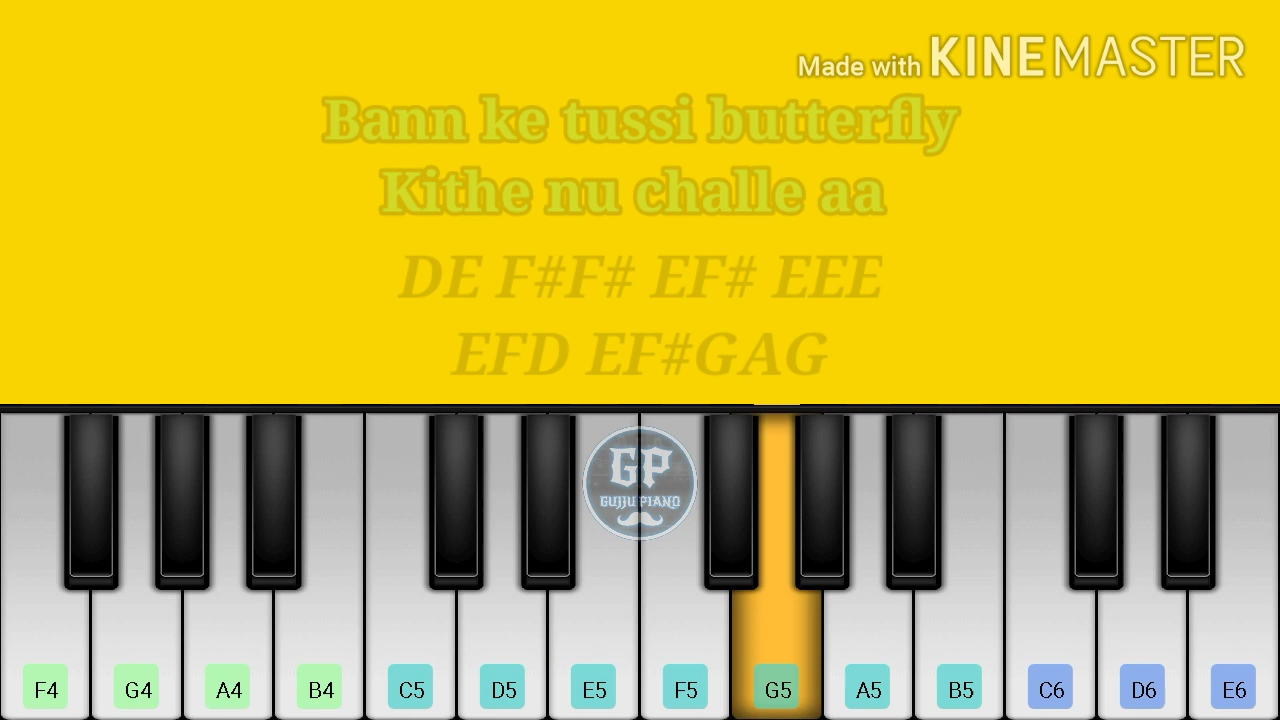 Made with KINEMASTER
Bann ke tussi butterfly
Kithe nu challe aa
DE F#F# EF# EEE
EFD EF#GAG
GP
GUJJU PIANO
F4 G4 A4 B4 C5 D5 E5 F5 G5 A5 B5 C6 D6 E6